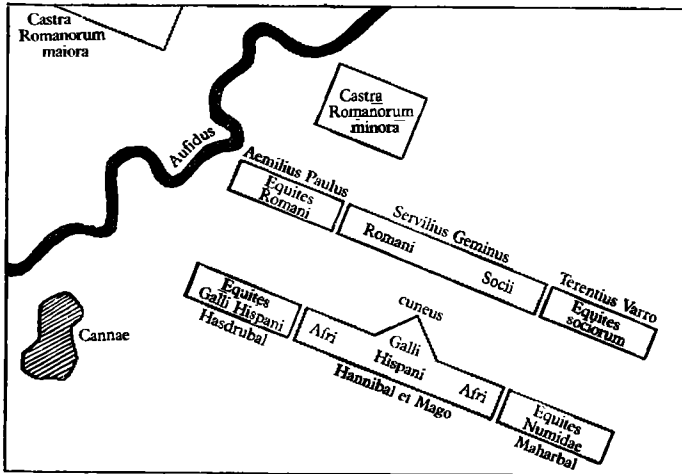 Castra
Romanorum
maiora
Castra
Romanorum
minora
Aufidus
Aemilius Paulus
Equites
Romani
Servilius Geminus
Romani
Socii
Terentius Varro
Equites
sociorum
Equites
Galli Hispani
Hasdrubal
cuneus
Afri
Galli
Hispani
Afri
Hannibal et Mago
Equites
Numidae
Maharbal
Cannae